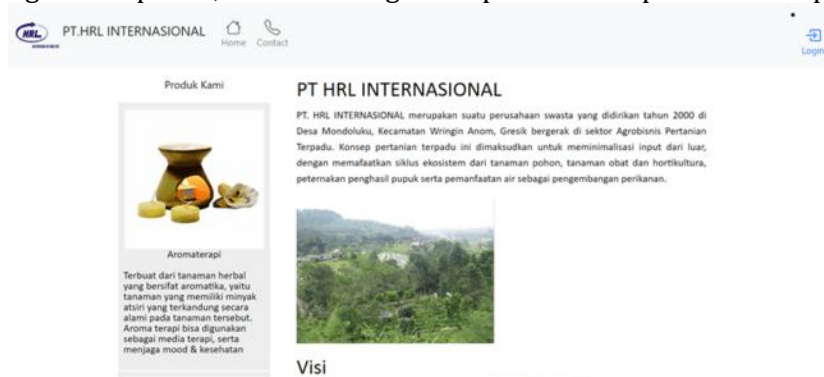 HRL
PT.HRL INTERNASIONAL
Home
Contact
Login
Produk Kami
Aromaterapi
Terbuat dari tanaman herbal
yang bersifat aromatika, yaitu
tanaman yang memiliki minyak
atsiri yang terkandung secara
alami pada tanaman tersebut.
Aroma terapi bisa digunakan
sebagai media terapi, serta
menjaga mood & kesehatan
PT HRL INTERNASIONAL
PT. HRL INTERNASIONAL merupakan suatu perusahaan swasta yang didirikan tahun 2000 di
Desa Mondoluku, Kecamatan Wringin Anom, Gresik bergerak di sektor Agrobisnis Pertanian
Terpadu. Konsep pertanian terpadu ini dimaksudkan untuk meminimalisasi input dari luar,
dengan memafaatkan siklus ekosistem dari tanaman pohon, tanaman obat dan hortikultura,
peternakan penghasil pupuk serta pemanfaatan air sebagai pengembangan perikanan.
Visi